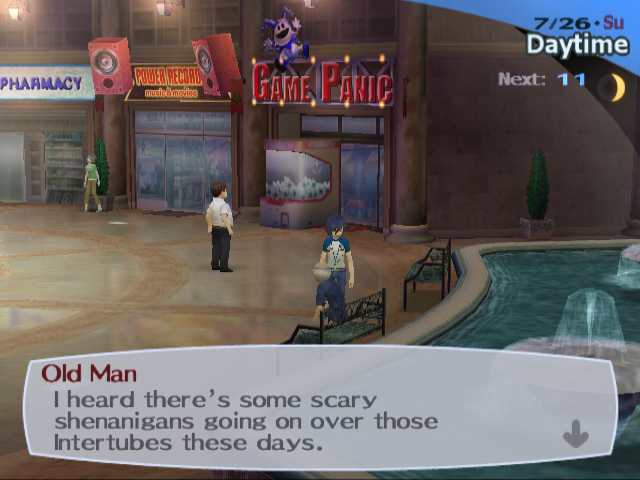 7/26・Su
Daytime
Next: 11
PHARMACY
POWER RECORD
music & movies
GAME PANIC
Old Man
I heard there's some scary
shenanigans going on over those
Intertubes these days.